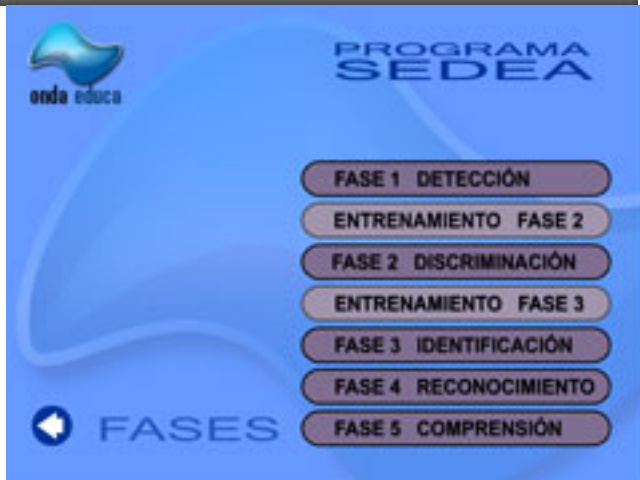 onda educa
PROGRAMA
SEDEA
FASE 1 DETECCIÓN
ENTRENAMIENTO FASE 2
FASE 2 DISCRIMINACIÓN
ENTRENAMIENTO FASE 3
FASE 3 IDENTIFICACIÓN
FASE 4 RECONOCIMIENTO
FASE 5 COMPRENSIÓN
FASES